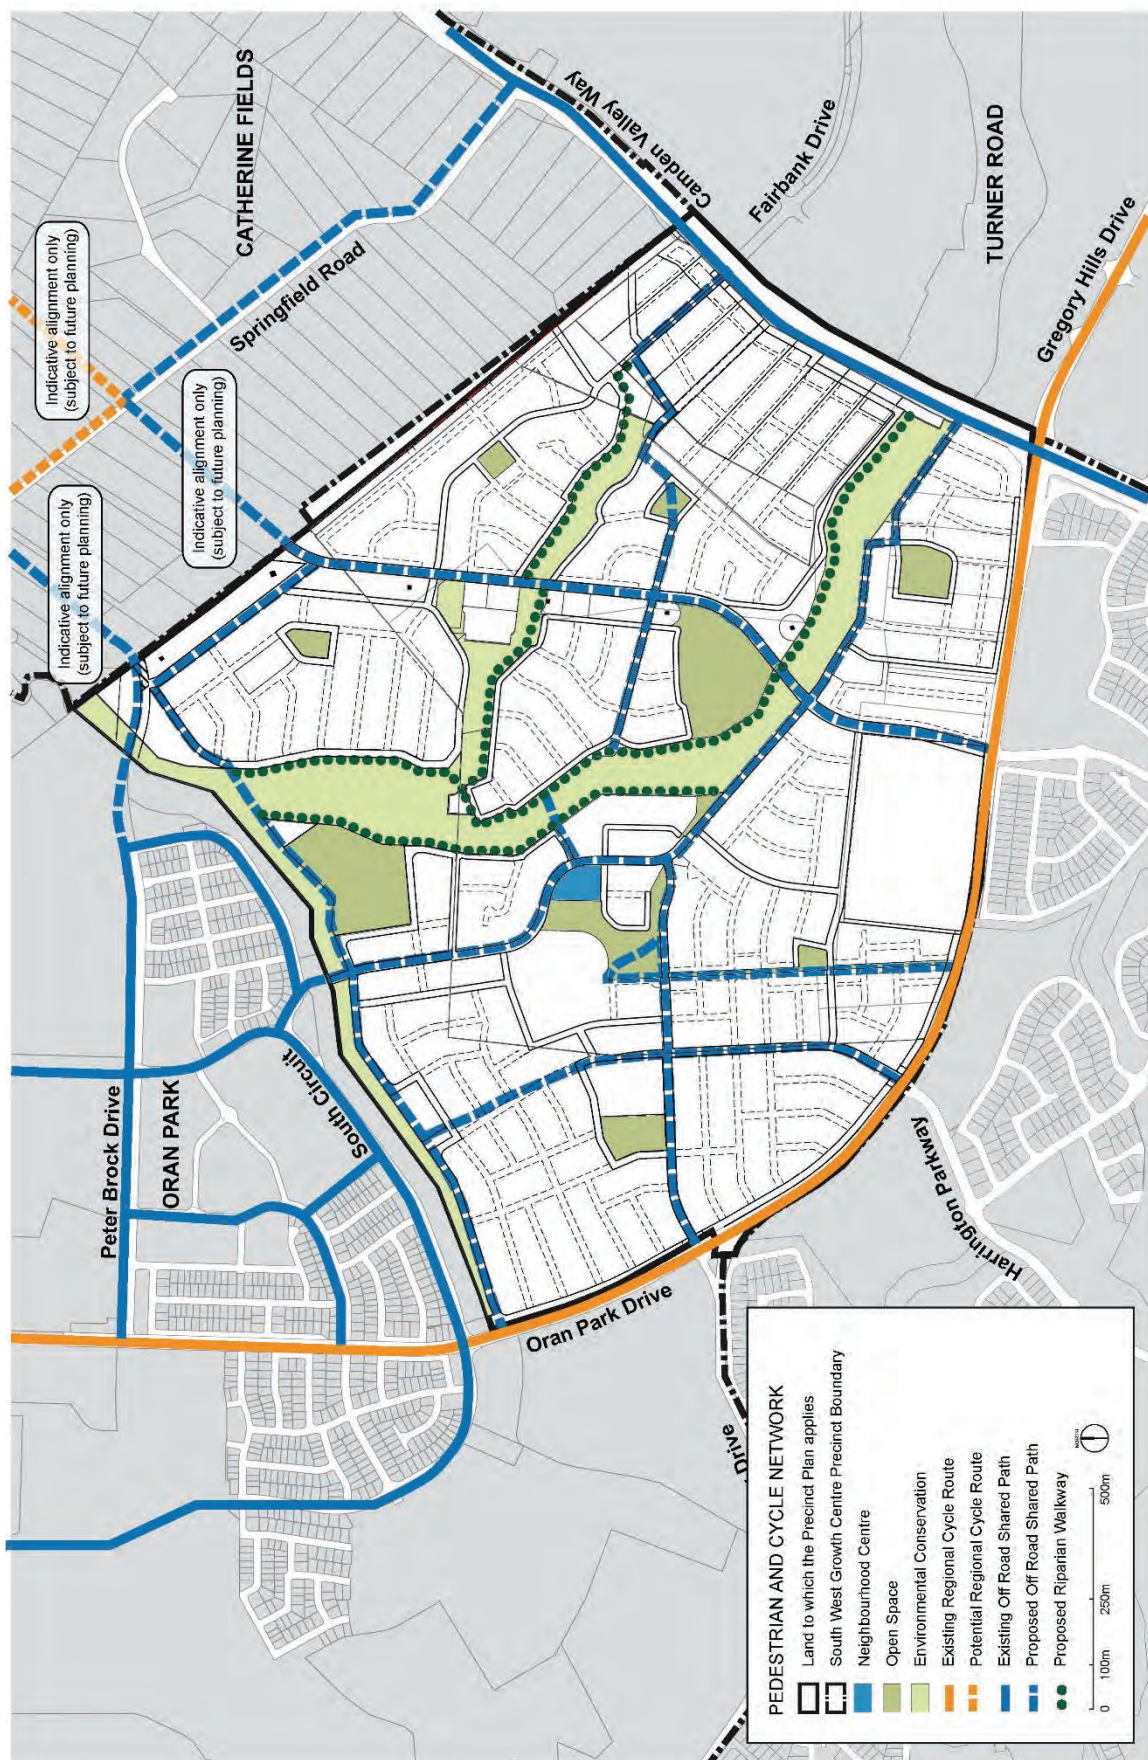 Indicative alignment only
(subject to future planning)
Indicative alignment only
(subject to future planning)
Indicative alignment only
(subject to future planning)
CATHERINE FIELDS
Springfield Road
Camden Valley Way
Fairbank Drive
TURNER ROAD
Gregory Hills Drive
Peter Brock Drive
ORAN PARK
South Circuit
Oran Park Drive
Harrington Parkway
Drive
PEDESTRIAN AND CYCLE NETWORK
Land to which the Precinct Plan applies
South West Growth Centre Precinct Boundary
Neighbourhood Centre
Open Space
Environmental Conservation
Existing Regional Cycle Route
Potential Regional Cycle Route
Existing Off Road Shared Path
Proposed Off Road Shared Path
Proposed Riparian Walkway
0 100m 250m 500m
NORTH